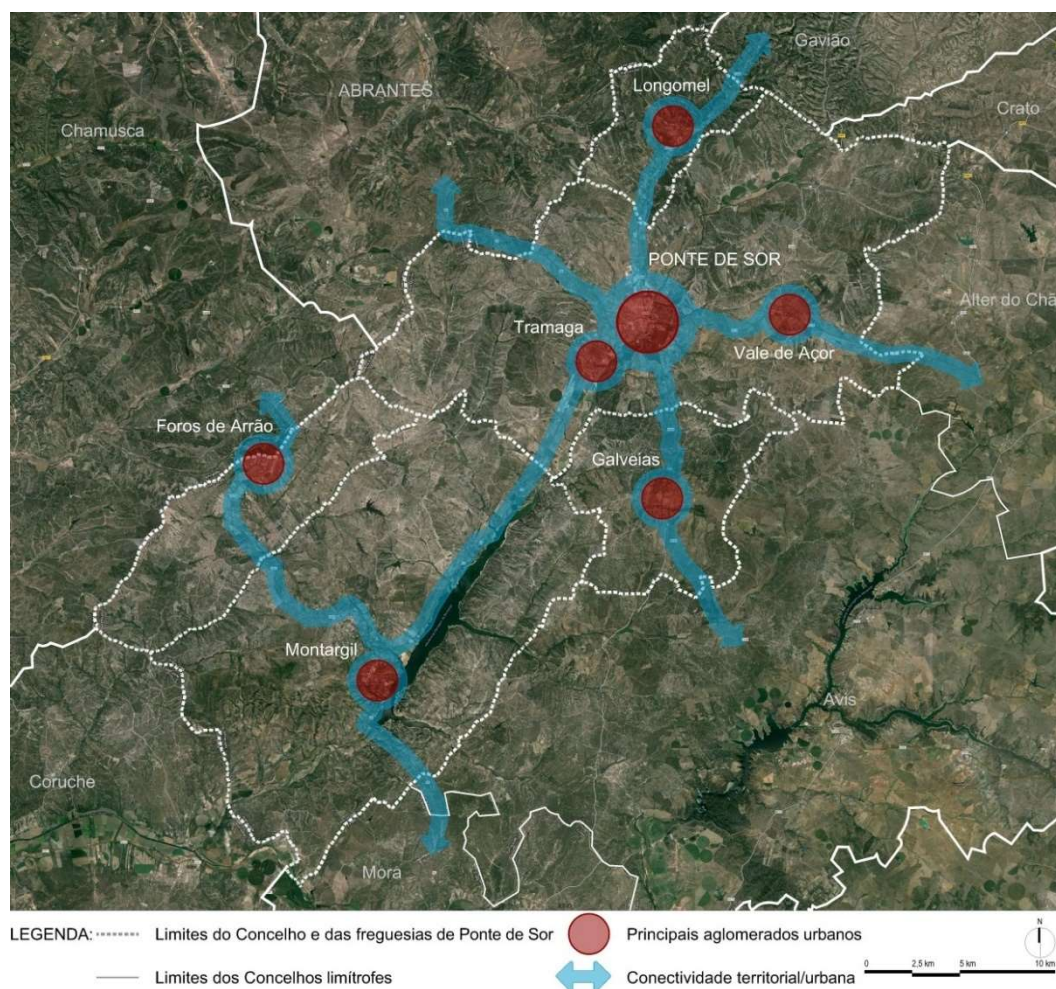 Gavião
Longomel
ABRANTES
Crato
Chamusca
PONTE DE SOR
Alter do Chã
Tramaga
Vale de Açor
Foros de Arrão
Galveias
Montargil
Avis
Coruche
Mora
LEGENDA: Limites do Concelho e das freguesias de Ponte de Sor
Principais aglomerados urbanos
N
Limites dos Concelhos limítrofes
Conectividade territorial/urbana
0 2,5 km 5 km 10 km